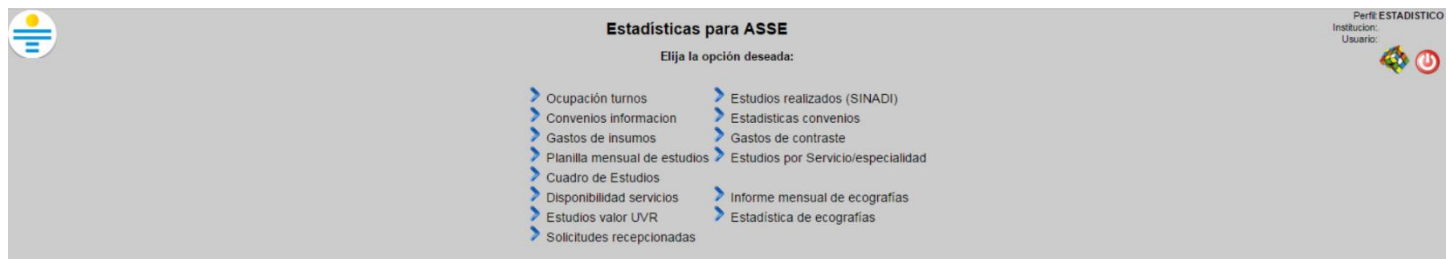 Estadísticas para ASSE
Elija la opción deseada:
Perfil: ESTADISTICO
Institucion:
Usuario:
Ocupación turnos
Estudios realizados (SINADI)
Convenios informacion
Estadisticas convenios
Gastos de insumos
Gastos de contraste
Planilla mensual de estudios
Estudios por Servicio/especialidad
Cuadro de Estudios
Disponibilidad servicios
Informe mensual de ecografías
Estudios valor UVR
Estadística de ecografías
Solicitudes recepcionadas